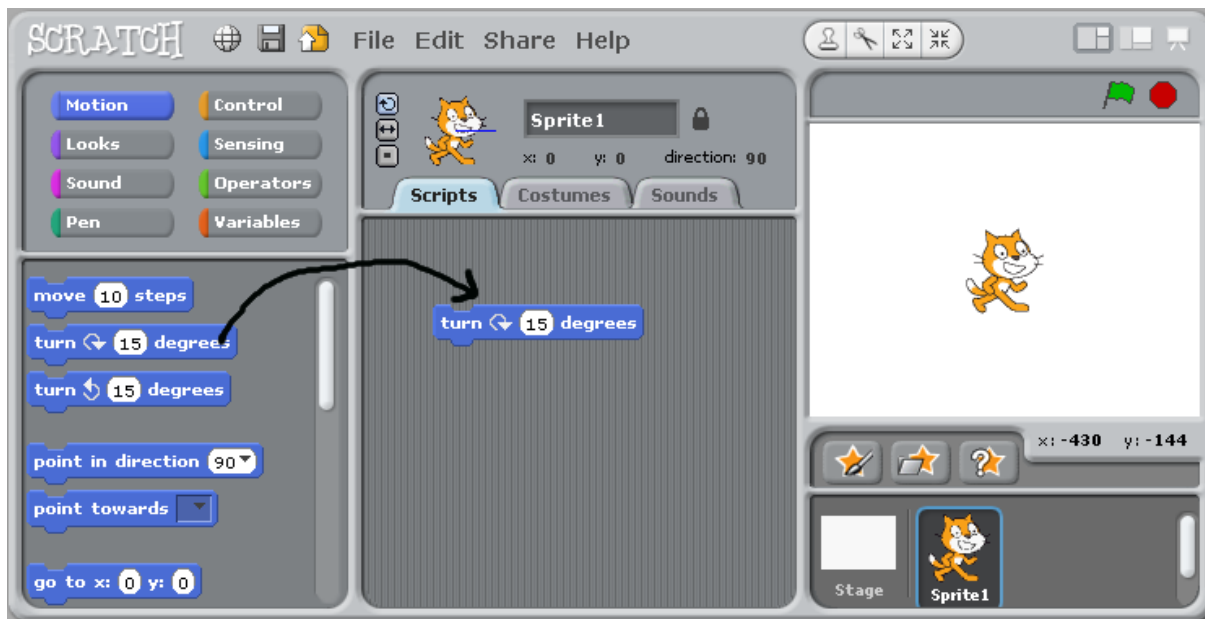 SCRATCH File Edit Share Help
Motion Control
Looks Sensing
Sound Operators
Pen Variables
move 10 steps
turn 15 degrees
turn 15 degrees
point in direction 90
point towards
go to x: 0 y: 0
Sprite1
x: 0 y: 0 direction: 90
Scripts Costumes Sounds
turn 15 degrees
x: -430 y: -144
Stage Sprite1